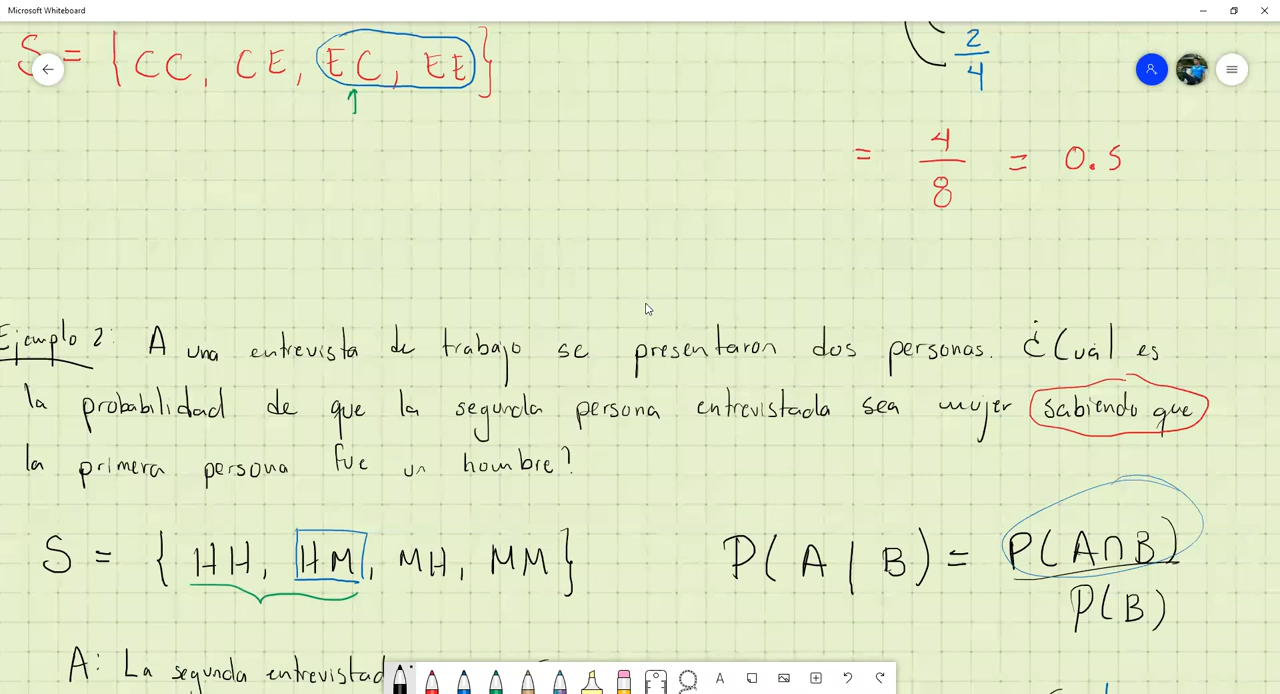 Microsoft Whiteboard
S = { CC, CE, EC, EE }
2/4
= 4/8 = 0.5
Ejemplo 2: A una entrevista de trabajo se presentaron dos personas. ¿Cuál es
la probabilidad de que la segunda persona entrevistada sea mujer sabiendo que
la primera persona fue un hombre?
S = { HH, HM, MH, MM } P(A | B) = P(A∩B) / P(B)
A: La segunda entrevistad